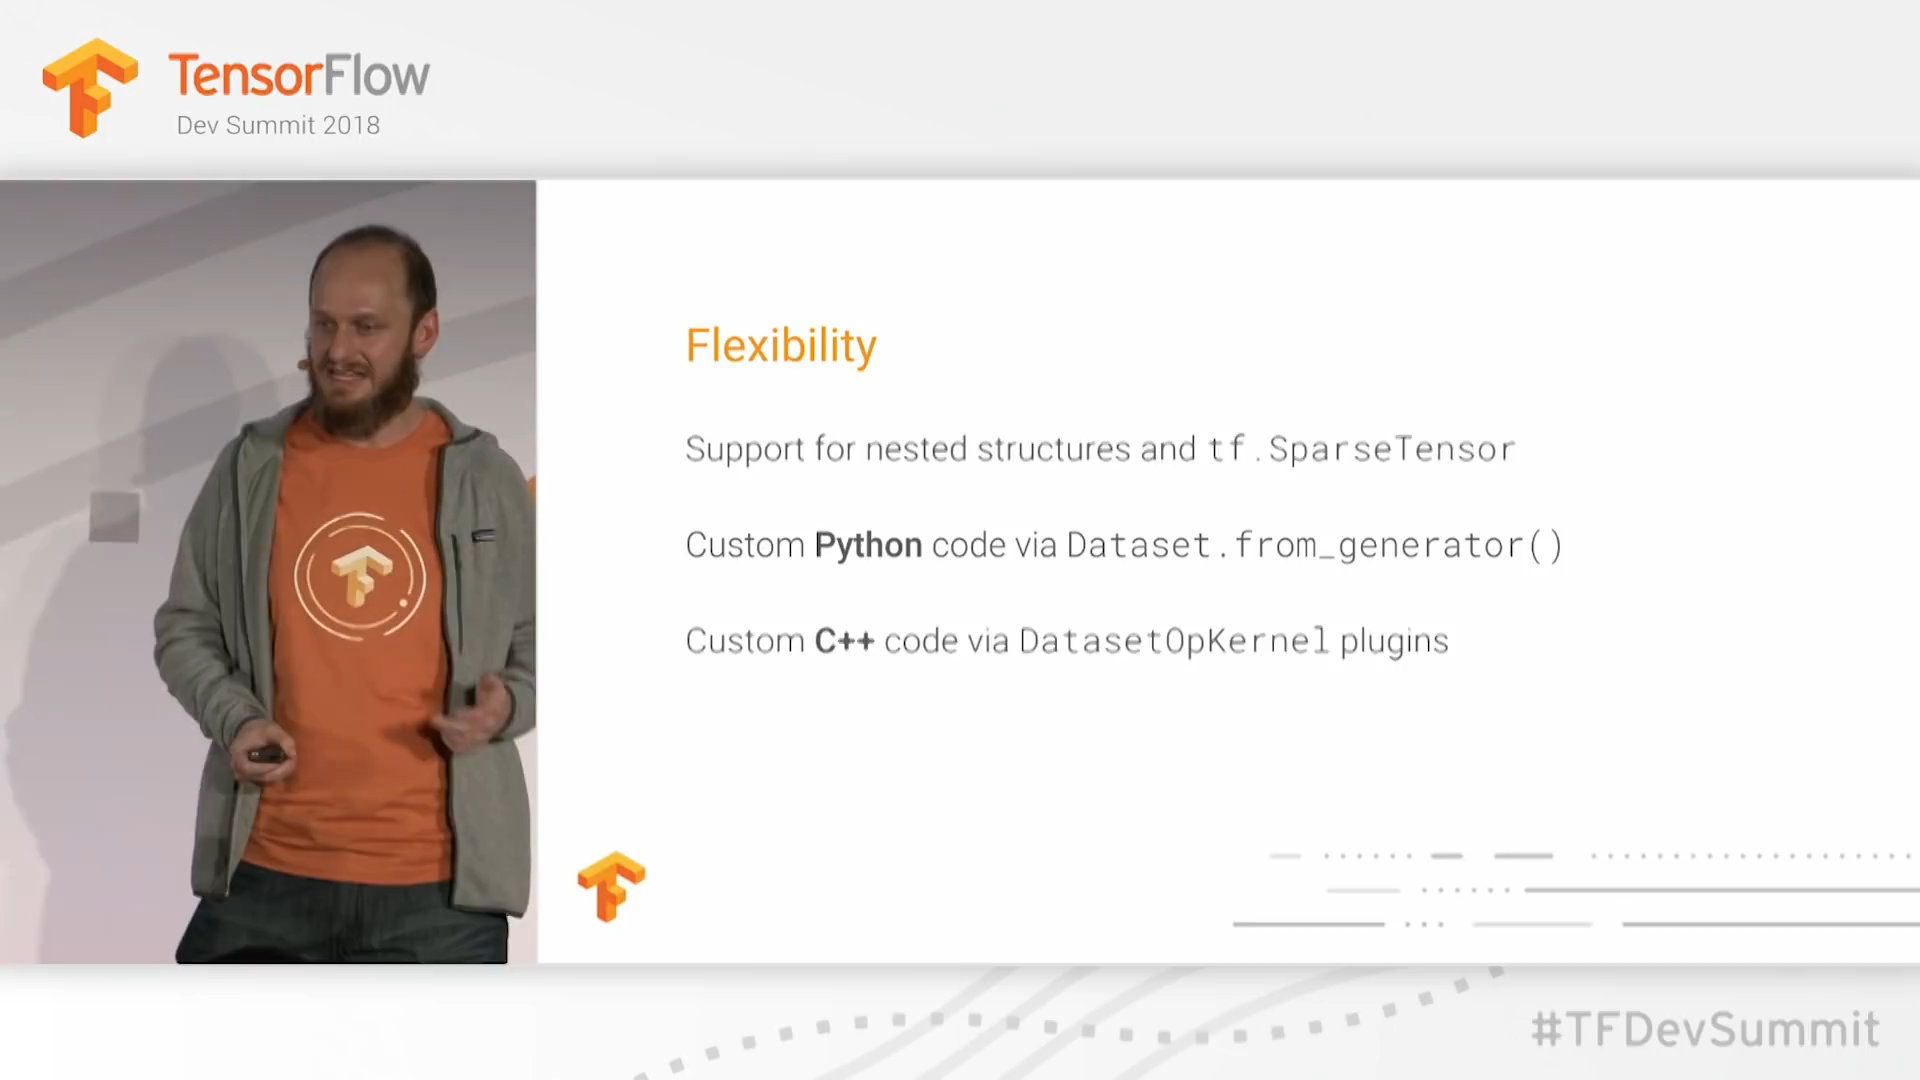 TensorFlow
Dev Summit 2018
Flexibility
Support for nested structures and tf.SparseTensor
Custom Python code via Dataset.from_generator()
Custom C++ code via DatasetOpKernel plugins
#TFDevSummit